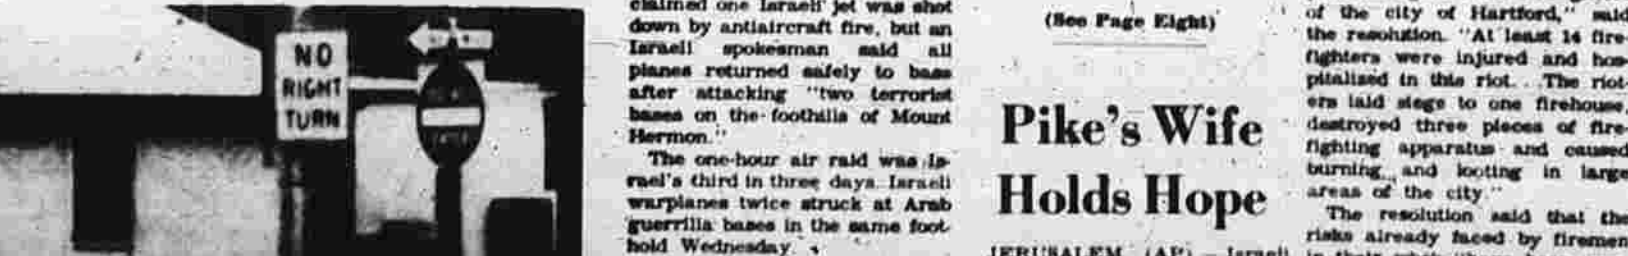 NO
RIGHT
TURN
claimed one Israeli jet was shot
down by antiaircraft fire, but an
Israeli spokesman said all
planes returned safely to base
after attacking "two terrorist
bases on the foothills of Mount
Hermon."
The one-hour air raid was Is-
rael's third in three days. Israeli
warplanes twice struck at Arab
guerrilla bases in the same foot-
hold Wednesday.
(See Page Eight)
Pike's Wife
Holds Hope
JERUSALEM (AP) — Israeli
of the city of Hartford," said
the resolution. "At least 14 fire-
fighters were injured and hos-
pitalized in this riot. . .The riot-
ers laid siege to one firehouse,
destroyed three pieces of fire-
fighting apparatus and caused
burning and looting in large
areas of the city."
The resolution said that the
risks already faced by firemen